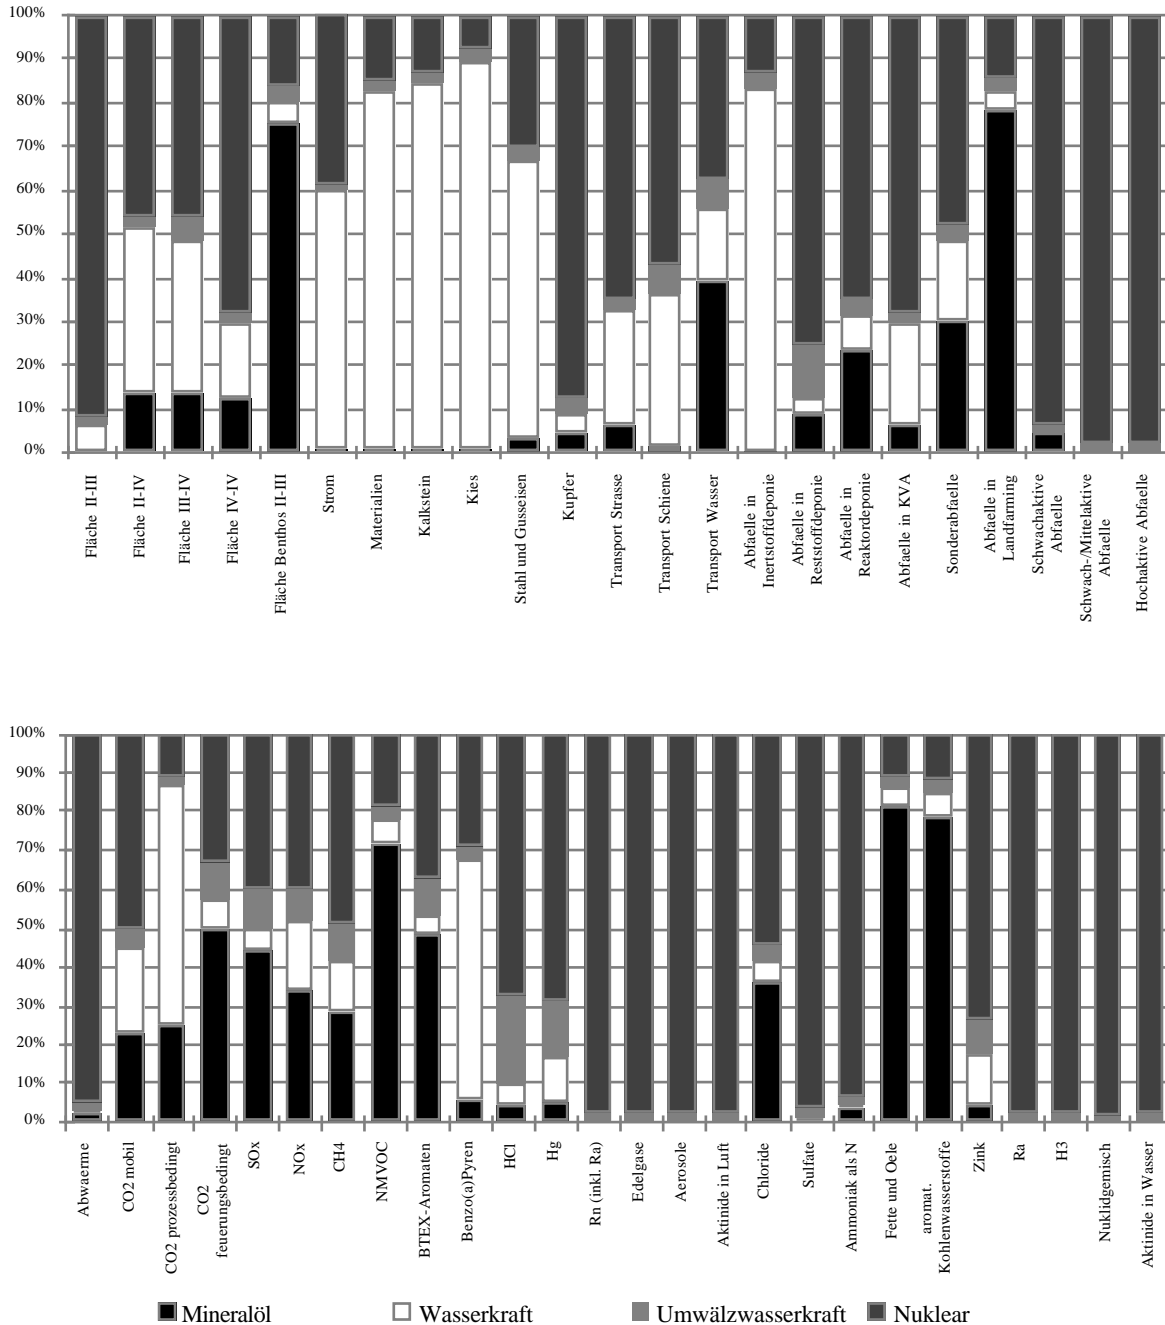 100%
90%
80%
70%
60%
50%
40%
30%
20%
10%
0%
Fläche II-III
Fläche II-IV
Fläche III-IV
Fläche IV-IV
Fläche Benthos II-III
Strom
Materialien
Kalkstein
Kies
Stahl und Gusseisen
Kupfer
Transport Strasse
Transport Schiene
Transport Wasser
Abfaelle in
Inertstoffdeponie
Abfaelle in
Reststoffdeponie
Abfaelle in
Reaktordeponie
Abfaelle in KVA
Sonderabfaelle
Abfaelle in
Landfarming
Schwachaktive
Abfaelle
Schwach-/Mittelaktive
Abfaelle
Hochaktive Abfaelle
100%
90%
80%
70%
60%
50%
40%
30%
20%
10%
0%
Abwaerme
CO2 mobil
CO2 prozessbedingt
CO2
feuerungsbedingt
SOx
NOx
CH4
NMVOC
BTEX-Aromaten
Benzo(a)Pyren
HCl
Hg
Rn (inkl. Ra)
Edelgase
Aerosole
Aktinide in Luft
Chloride
Sulfate
Ammoniak als N
Fette und Oele
aromat.
Kohlenwasserstoffe
Zink
Ra
H3
Nuklidgemisch
Aktinide in Wasser
Mineralöl Wasserkraft Umwälzwasserkraft Nuklear